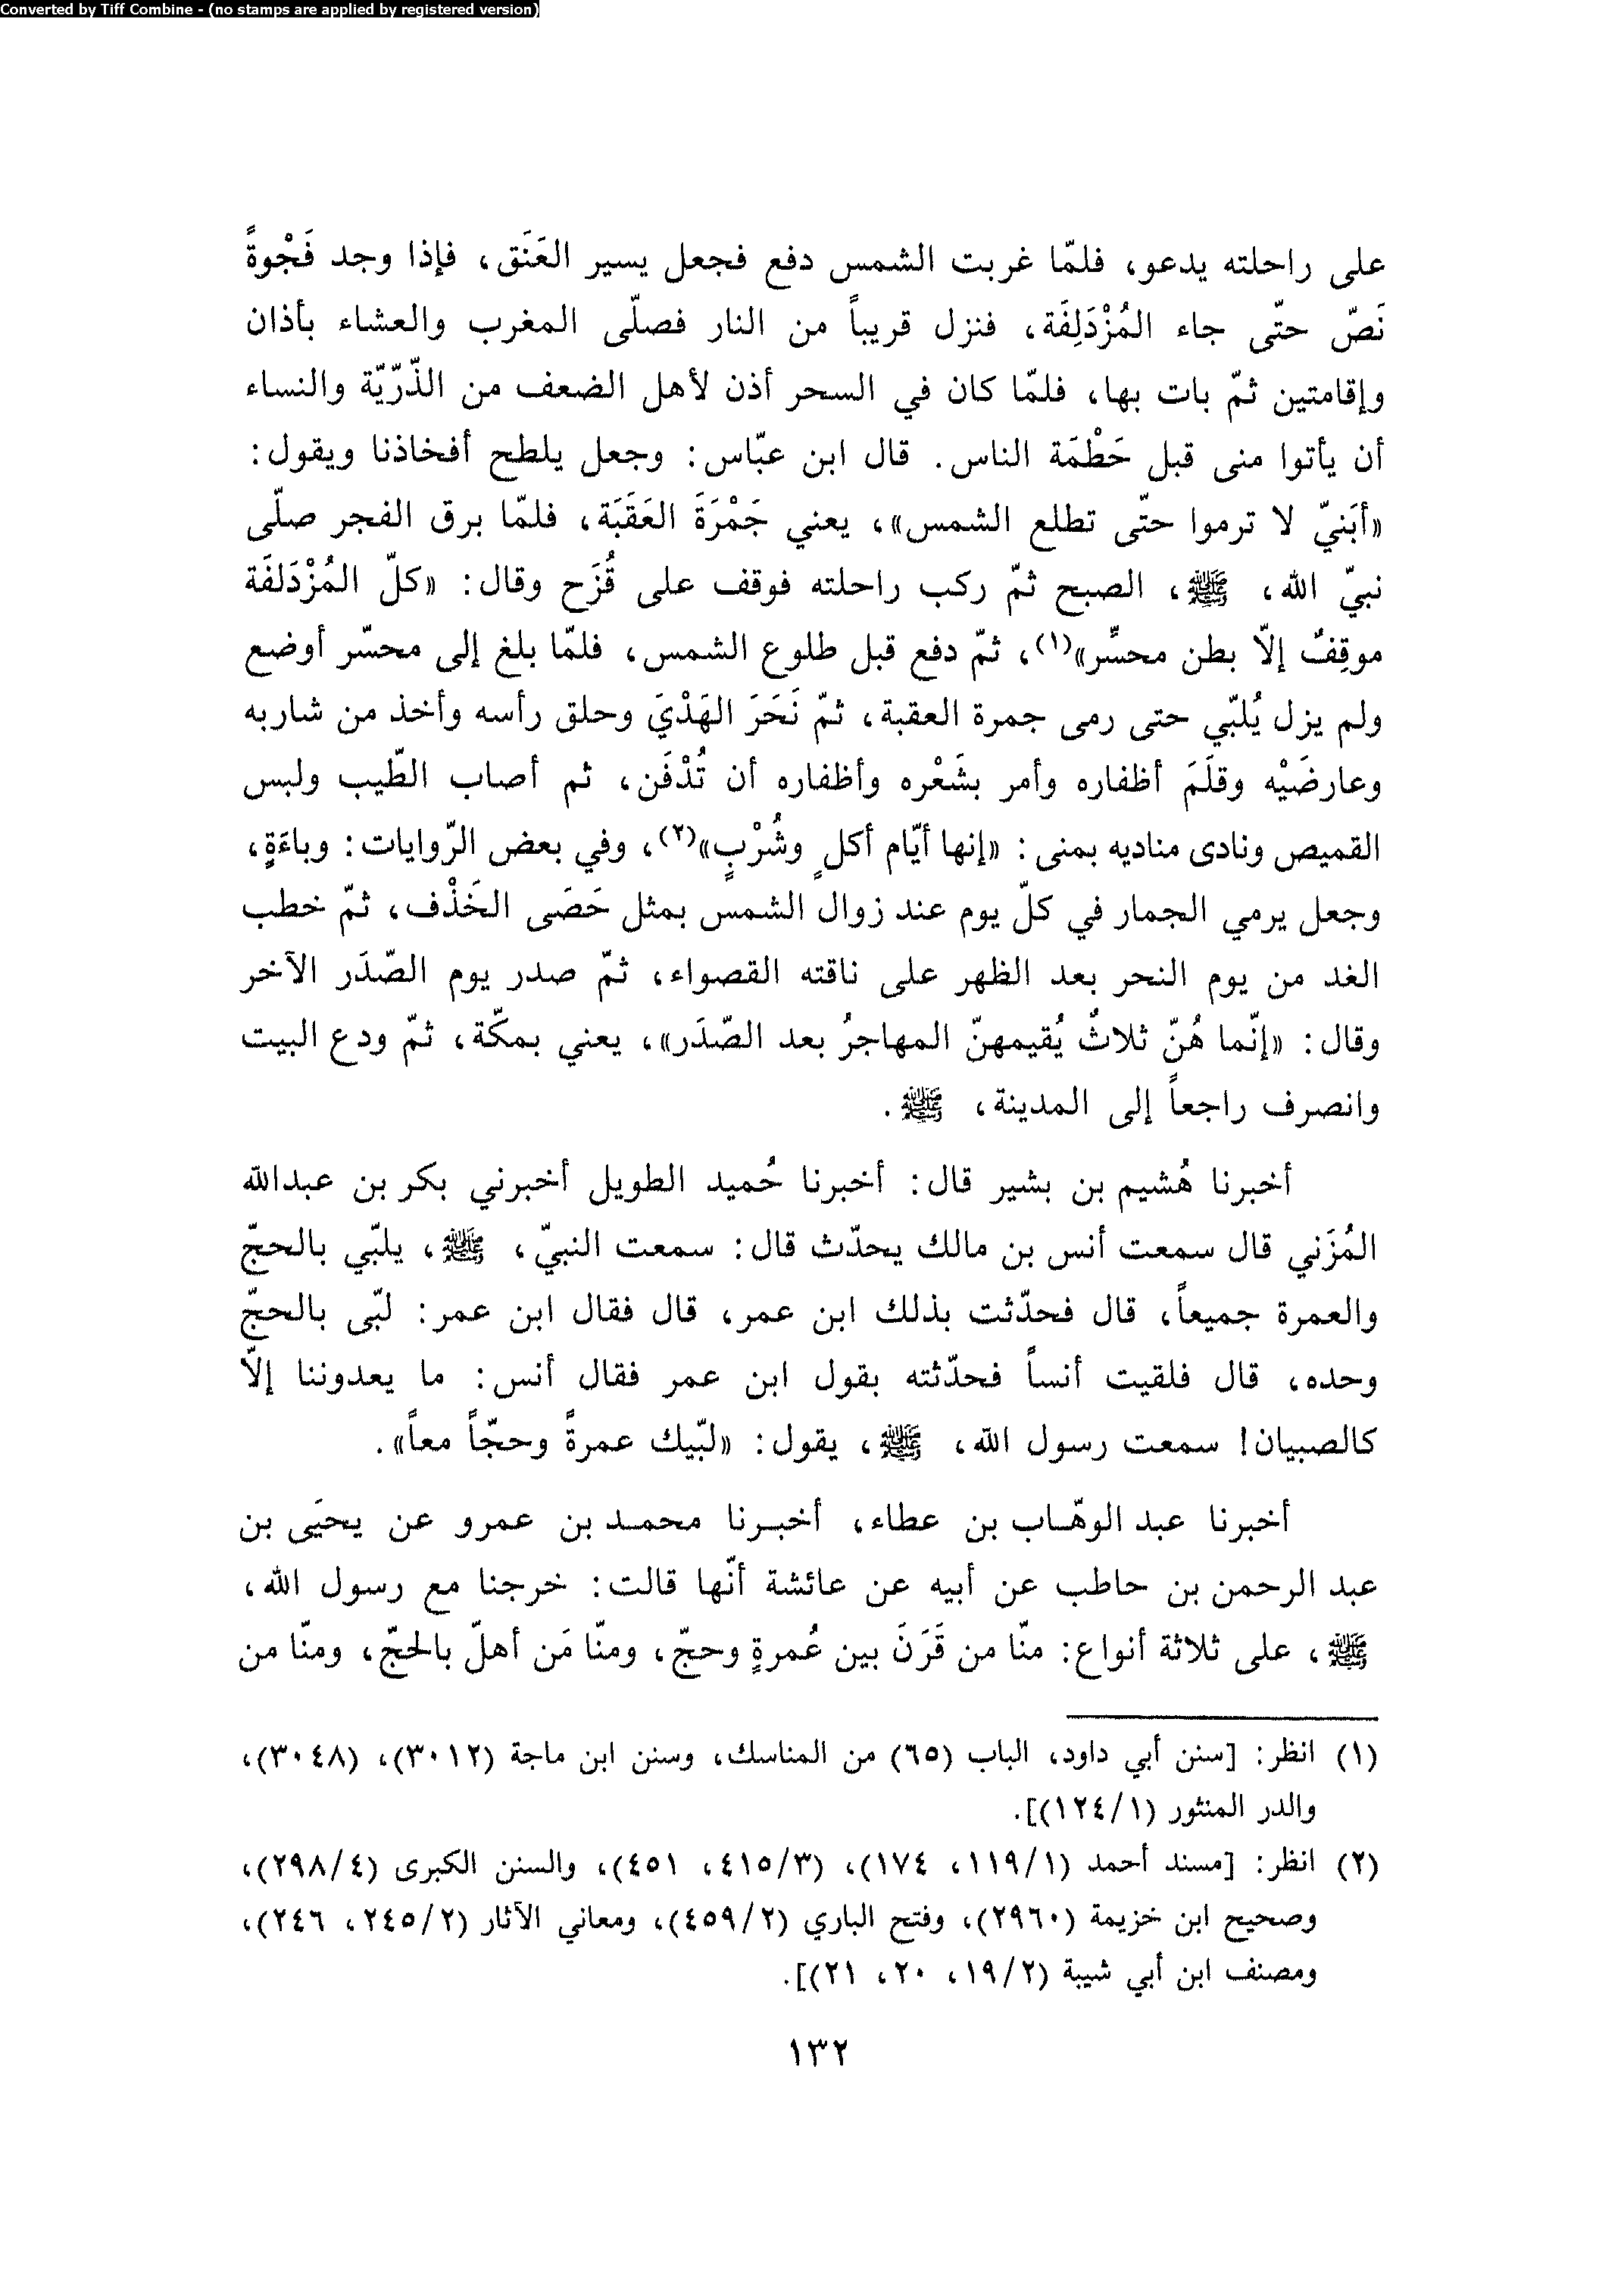 Converted by Tiff Combine - (no stamps are applied by registered version)
على راحلته يدعو، فلمّا غربت الشمس دفع فجعل يسير العَنَق، فإذا وجد فَجْوةً
نَصّ حتّى جاء المُزْدَلِفَة، فنزل قريباً من النار فصلّى المغرب والعشاء بأذان
وإقامتين ثمّ بات بها، فلمّا كان في السحر أذن لأهل الضعف من الذّرّيّة والنساء
أن يأتوا منى قبل حَطْمَة الناس. قال ابن عبّاس: وجعل يلطح أفخاذنا ويقول:
«أبَنيّ لا ترموا حتّى تطلع الشمس»، يعني جَمْرَةَ العَقَبَة، فلمّا برق الفجر صلّى
نبيّ الله، ﷺ، الصبح ثمّ ركب راحلته فوقف على قُزَح وقال: «كلّ المُزْدَلفَة
موقِفٌ إلّا بطن محسِّر»(١)، ثمّ دفع قبل طلوع الشمس، فلمّا بلغ إلى محسّر أوضع
ولم يزل يُلبّي حتى رمى جمرة العقبة، ثمّ نَحَرَ الهَدْيَ وحلق رأسه وأخذ من شاربه
وعارضَيْه وقلَمَ أظفاره وأمر بشَعْره وأظفاره أن تُدْفَن، ثم أصاب الطّيب ولبس
القميص ونادى مناديه بمنى: «إنها أيّام أكلٍ وشُرْبٍ»(٢)، وفي بعض الرّوايات: وباءَةٍ،
وجعل يرمي الجمار في كلّ يوم عند زوال الشمس بمثل حَصَى الخَذْف، ثمّ خطب
الغد من يوم النحر بعد الظهر على ناقته القصواء، ثمّ صدر يوم الصّدَر الآخر
وقال: «إنّما هُنّ ثلاثٌ يُقيمهنّ المهاجرُ بعد الصّدَر»، يعني بمكّة، ثمّ ودع البيت
وانصرف راجعاً إلى المدينة، ﷺ.
أخبرنا هُشيم بن بشير قال: أخبرنا حُميد الطويل أخبرني بكر بن عبدالله
المُزَني قال سمعت أنس بن مالك يحدّث قال: سمعت النبيّ، ﷺ، يلبّي بالحجّ
والعمرة جميعاً، قال فحدّثت بذلك ابن عمر، قال فقال ابن عمر: لبّى بالحجّ
وحده، قال فلقيت أنساً فحدّثته بقول ابن عمر فقال أنس: ما يعدوننا إلّا
كالصبيان! سمعت رسول الله، ﷺ، يقول: «لبّيك عمرةً وحجّاً معاً».
أخبرنا عبد الوهّاب بن عطاء، أخبرنا محمد بن عمرو عن يحيَى بن
عبد الرحمن بن حاطب عن أبيه عن عائشة أنّها قالت: خرجنا مع رسول الله،
ﷺ، على ثلاثة أنواع: منّا من قَرَنَ بين عُمرةٍ وحجّ، ومنّا مَن أهلّ بالحجّ، ومنّا من
(١) انظر: [سنن أبي داود، الباب (٦٥) من المناسك، وسنن ابن ماجة (٣٠١٢)، (٣٠٤٨)،
والدر المنثور (١/١٢٤)].
(٢) انظر: [مسند أحمد (١/١١٩، ١٧٤)، (٣/٤١٥، ٤٥١)، والسنن الكبرى (٤/٢٩٨)،
وصحيح ابن خزيمة (٢٩٦٠)، وفتح الباري (٢/٤٥٩)، ومعاني الآثار (٢/٢٤٥، ٢٤٦)،
ومصنف ابن أبي شيبة (٢/١٩، ٢٠، ٢١)].
١٣٢